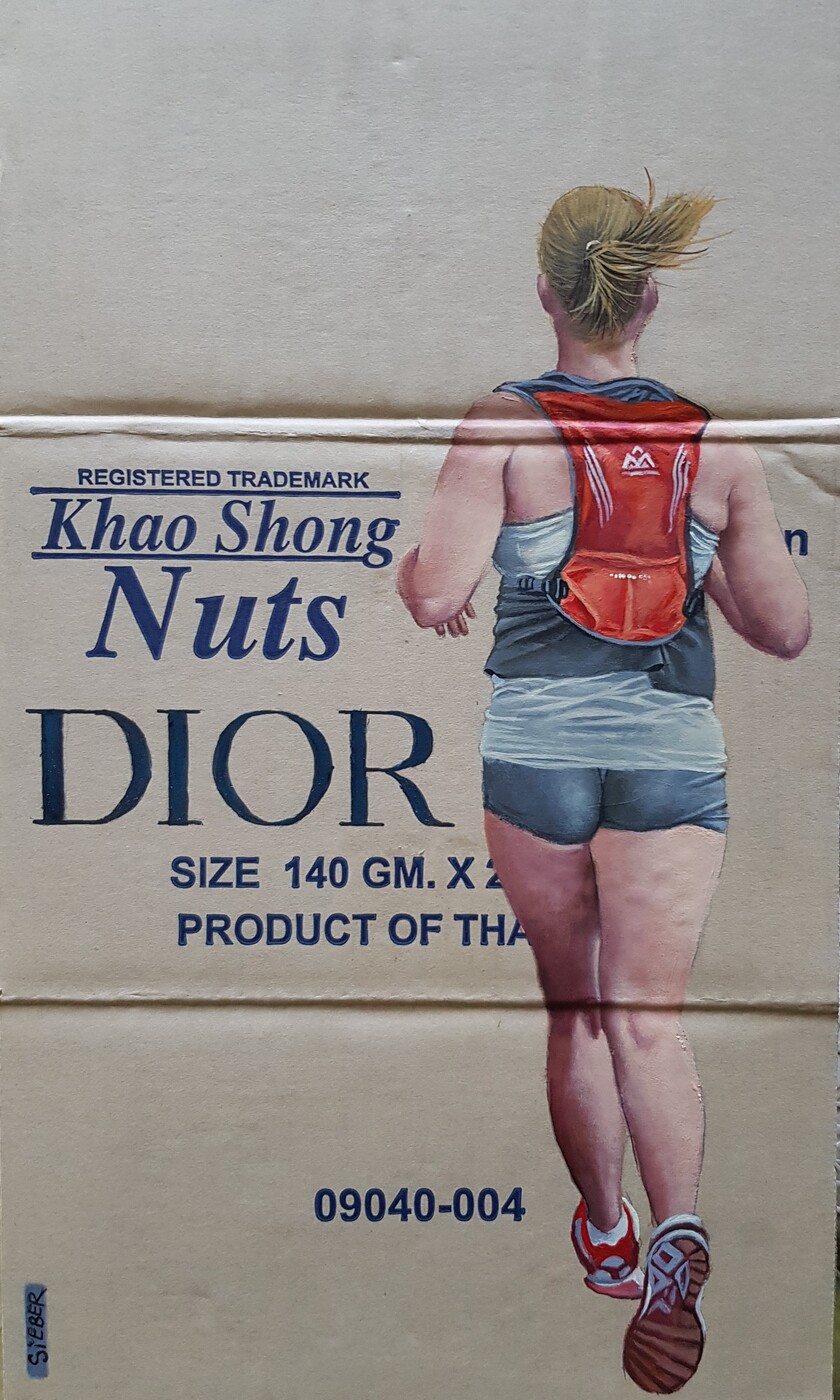 REGISTERED TRADEMARK
Khao Shong
n
Nuts
DIOR
SIZE 140 GM. X 2
PRODUCT OF THA
09040-004
SiEBER